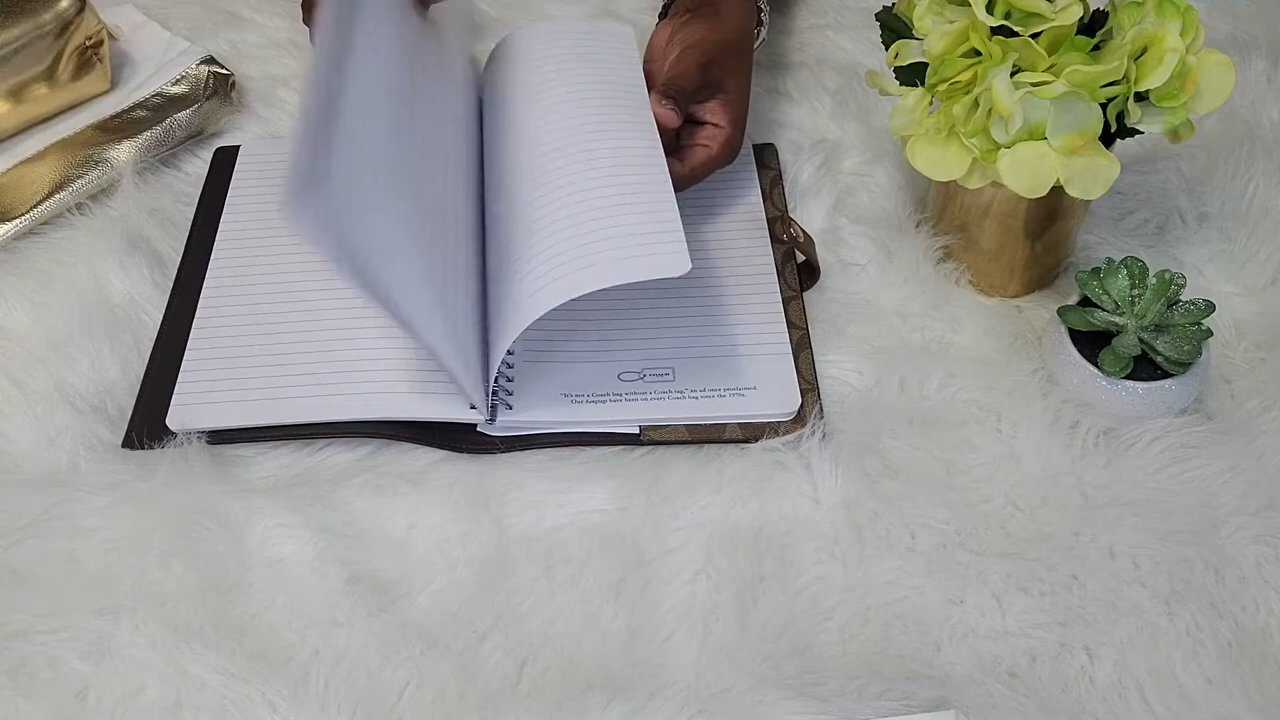 COACH
"It's not a Coach bag without a Coach tag," an ad once proclaimed.
Our hangtags have been on every Coach bag since the 1970s.